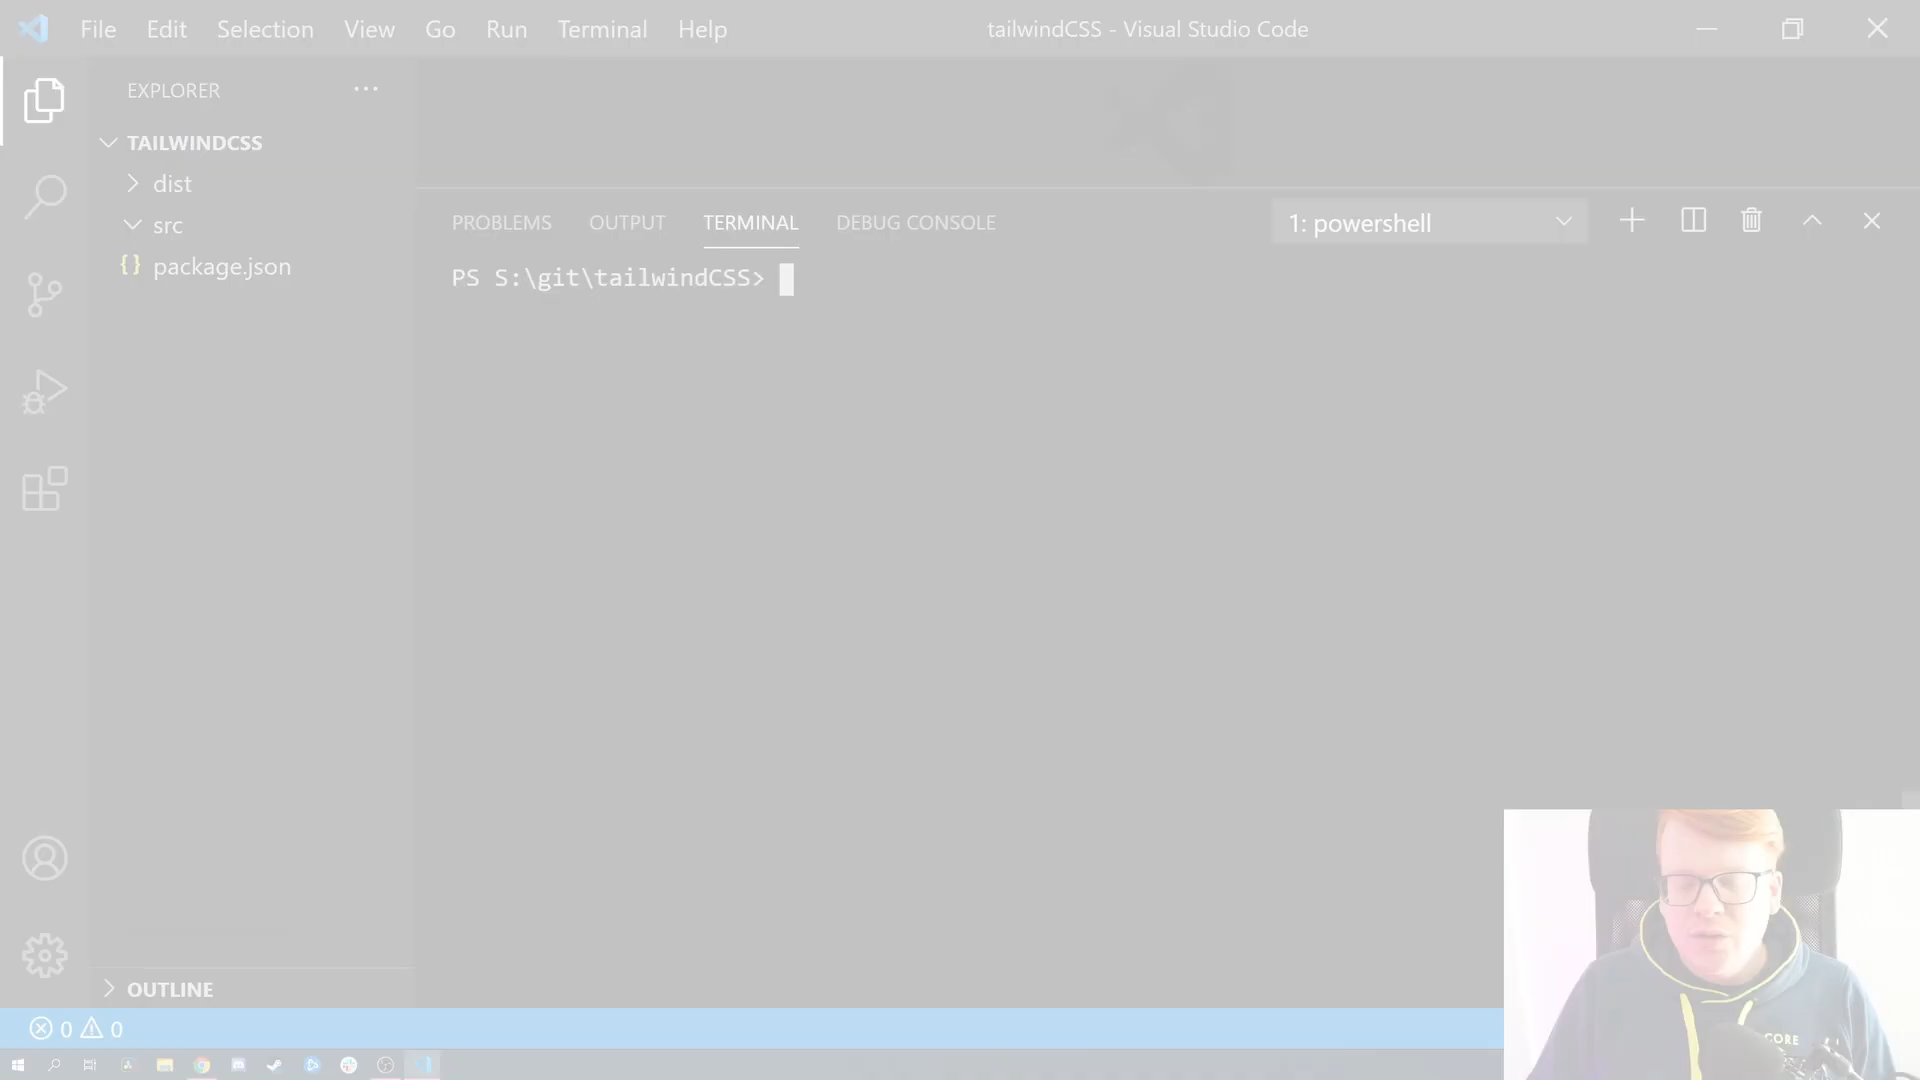 File Edit Selection View Go Run Terminal Help
tailwindCSS - Visual Studio Code
EXPLORER
TAILWINDCSS
dist
src
{} package.json
PROBLEMS OUTPUT TERMINAL DEBUG CONSOLE
1: powershell
PS S:\git\tailwindCSS>
OUTLINE
0 0
CORE